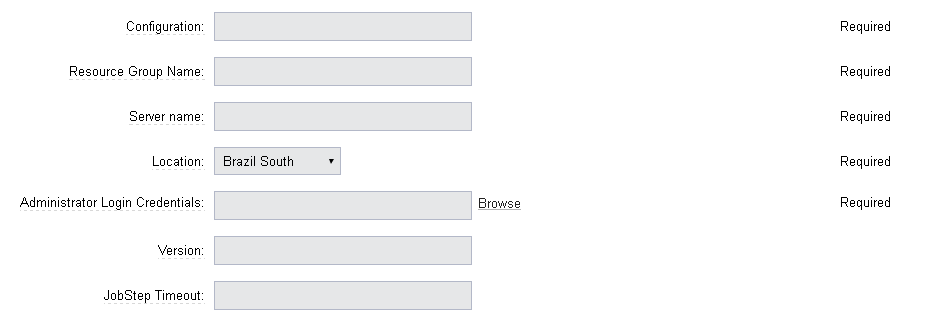 Configuration: Required
Resource Group Name: Required
Server name: Required
Location: Brazil South Required
Administrator Login Credentials: Browse Required
Version:
JobStep Timeout: